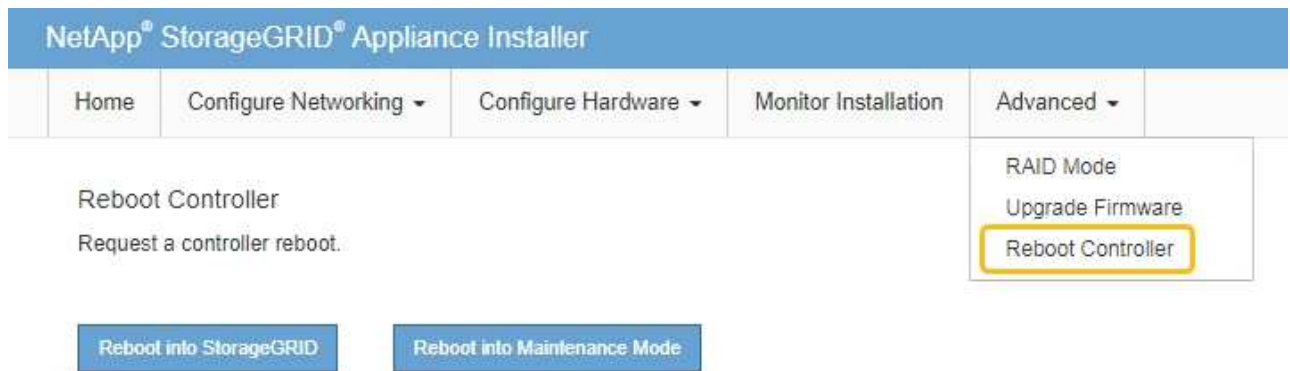 NetApp® StorageGRID® Appliance Installer
Home Configure Networking Configure Hardware Monitor Installation Advanced
RAID Mode
Upgrade Firmware
Reboot Controller
Reboot Controller
Request a controller reboot.
Reboot into StorageGRID Reboot into Maintenance Mode